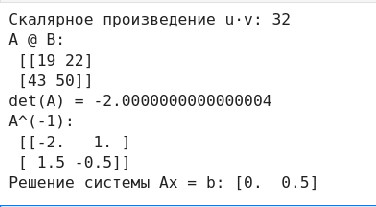 Скалярное произведение u·v: 32
A @ B:
 [[19 22]
 [43 50]]
det(A) = -2.0000000000000004
A^(-1):
 [[-2.   1. ]
 [ 1.5 -0.5]]
Решение системы Ax = b: [0.  0.5]